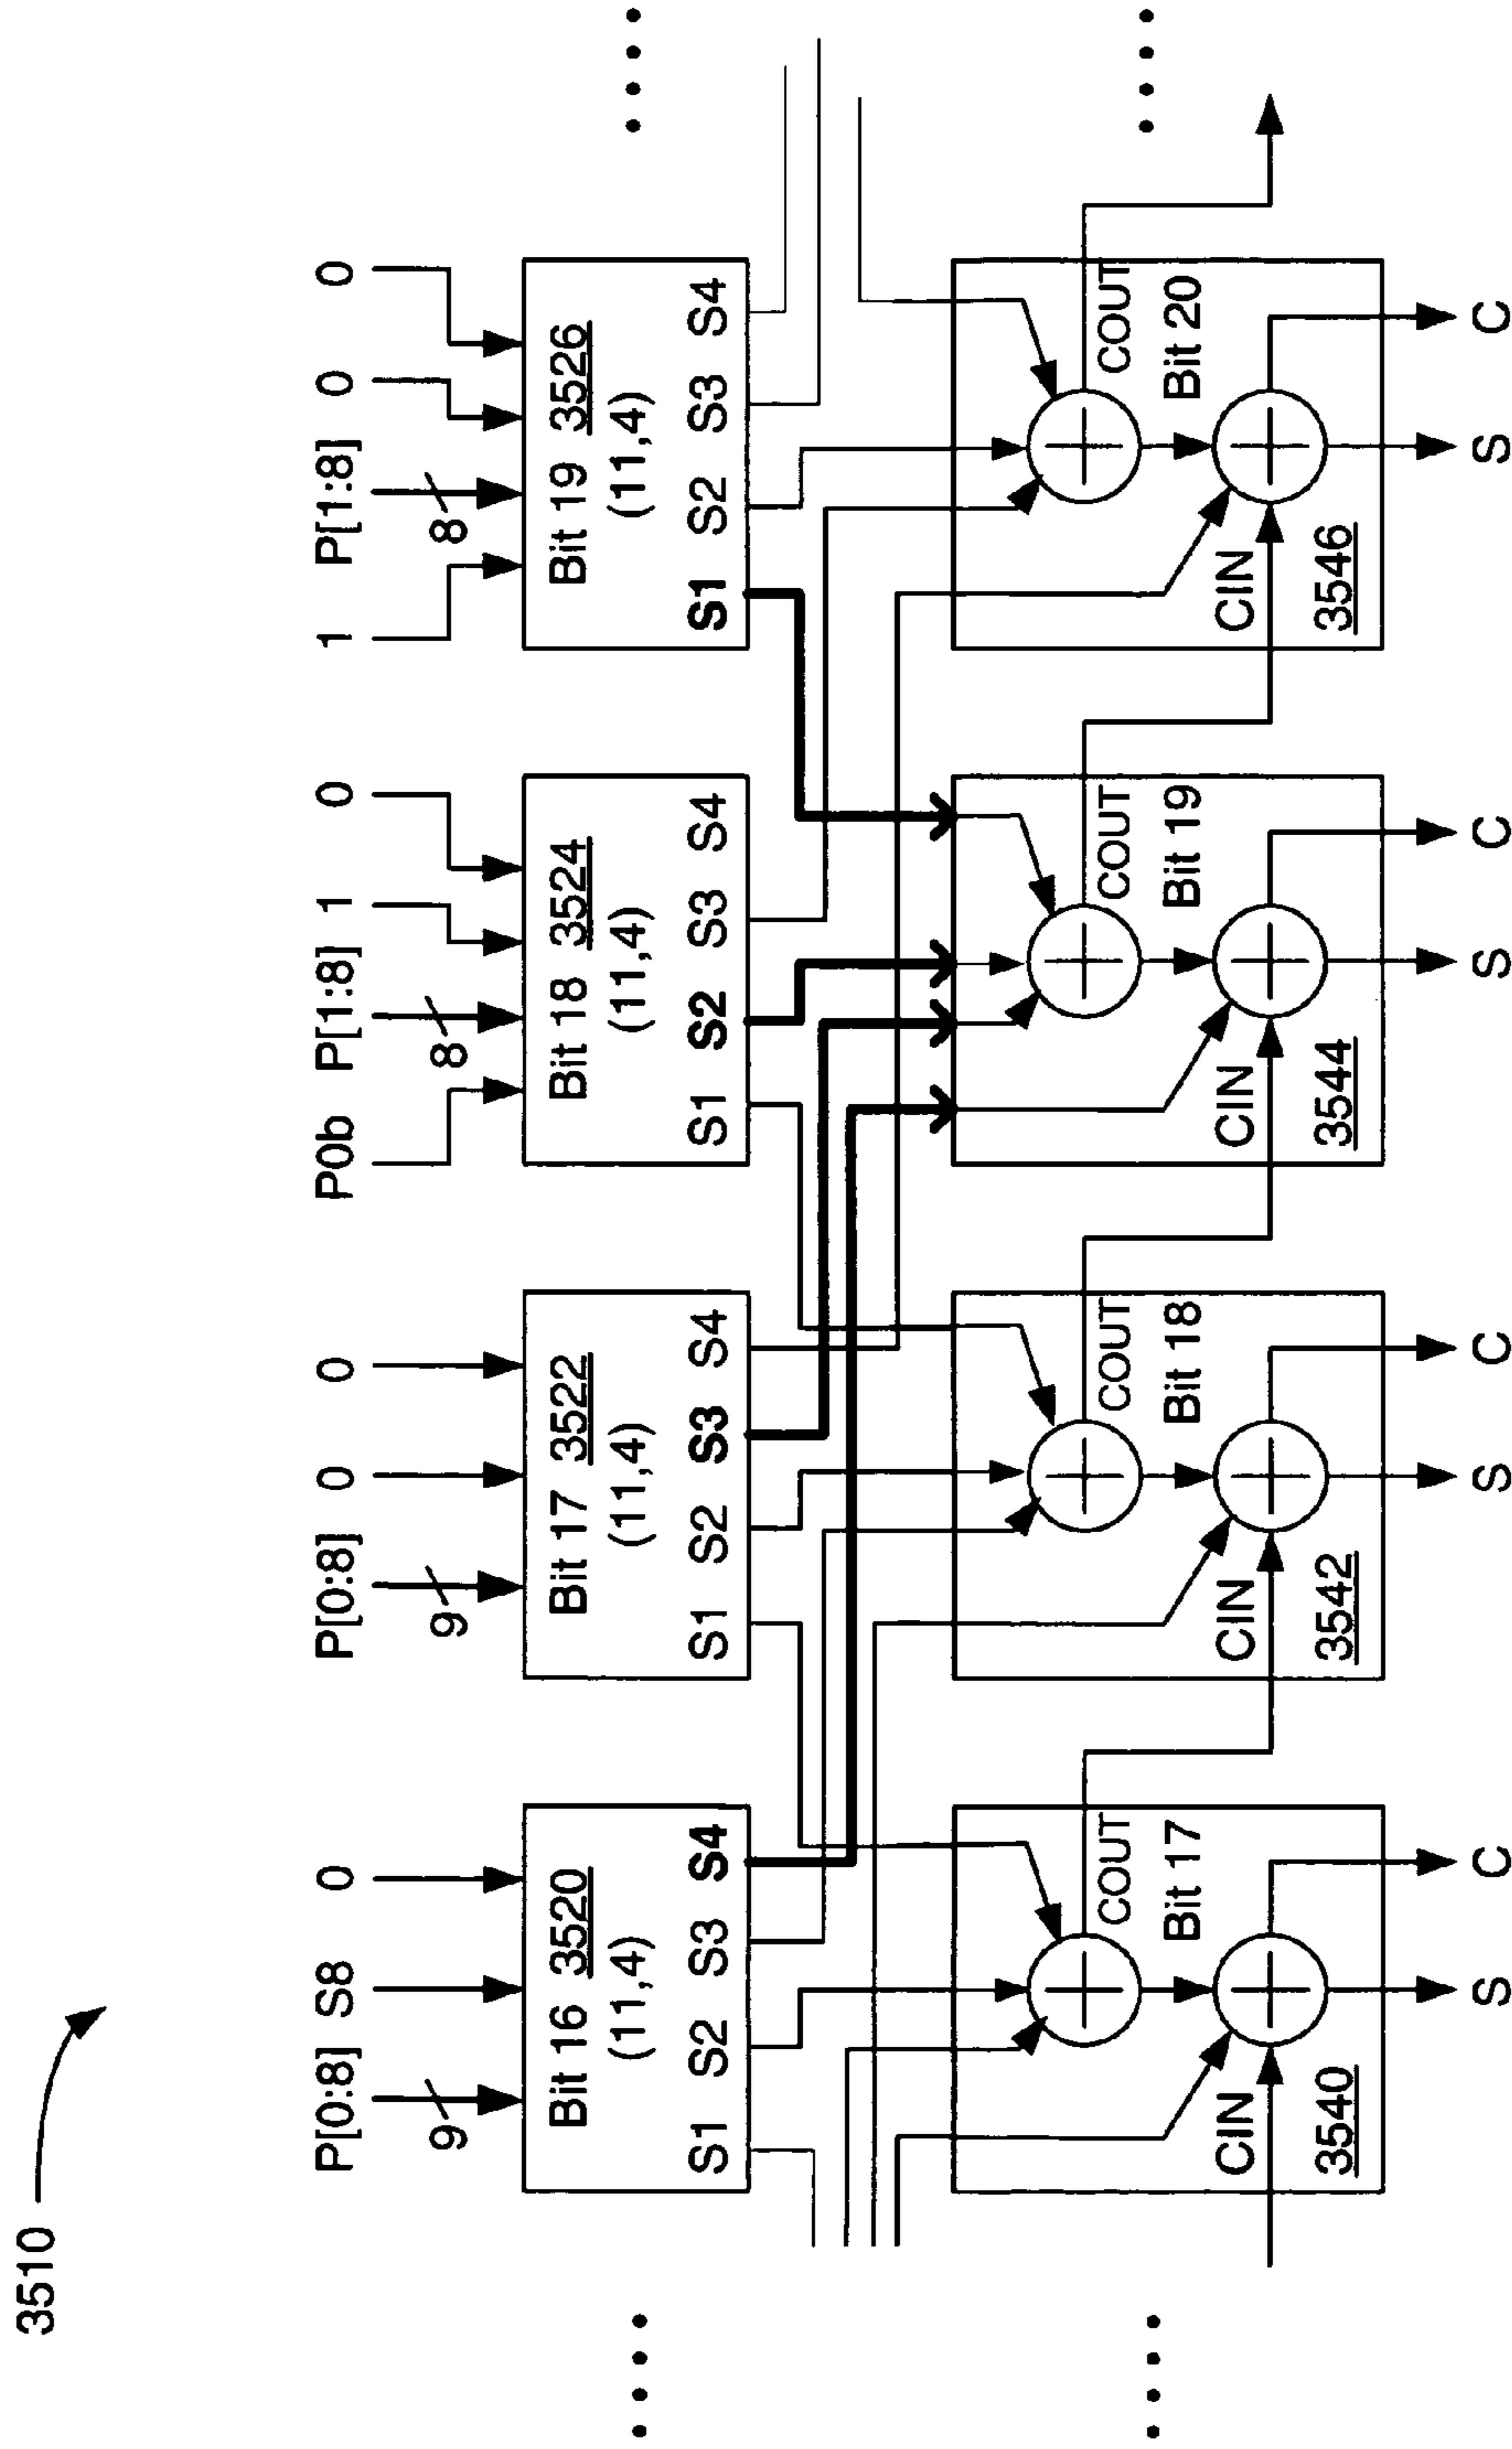 3510
P[0:8] S8 0
9
Bit 16 3520
(11,4)
S1 S2 S3 S4
P[0:8] 0 0
9
Bit 17 3522
(11,4)
S1 S2 S3 S4
P0b P[1:8] 1 0
8
Bit 18 3524
(11,4)
S1 S2 S3 S4
1 P[1:8] 0 0
8
Bit 19 3526
(11,4)
S1 S2 S3 S4
COUT
Bit 17
CIN
3540
S C
COUT
Bit 18
CIN
3542
S C
COUT
Bit 19
CIN
3544
S C
COUT
Bit 20
CIN
3546
S C